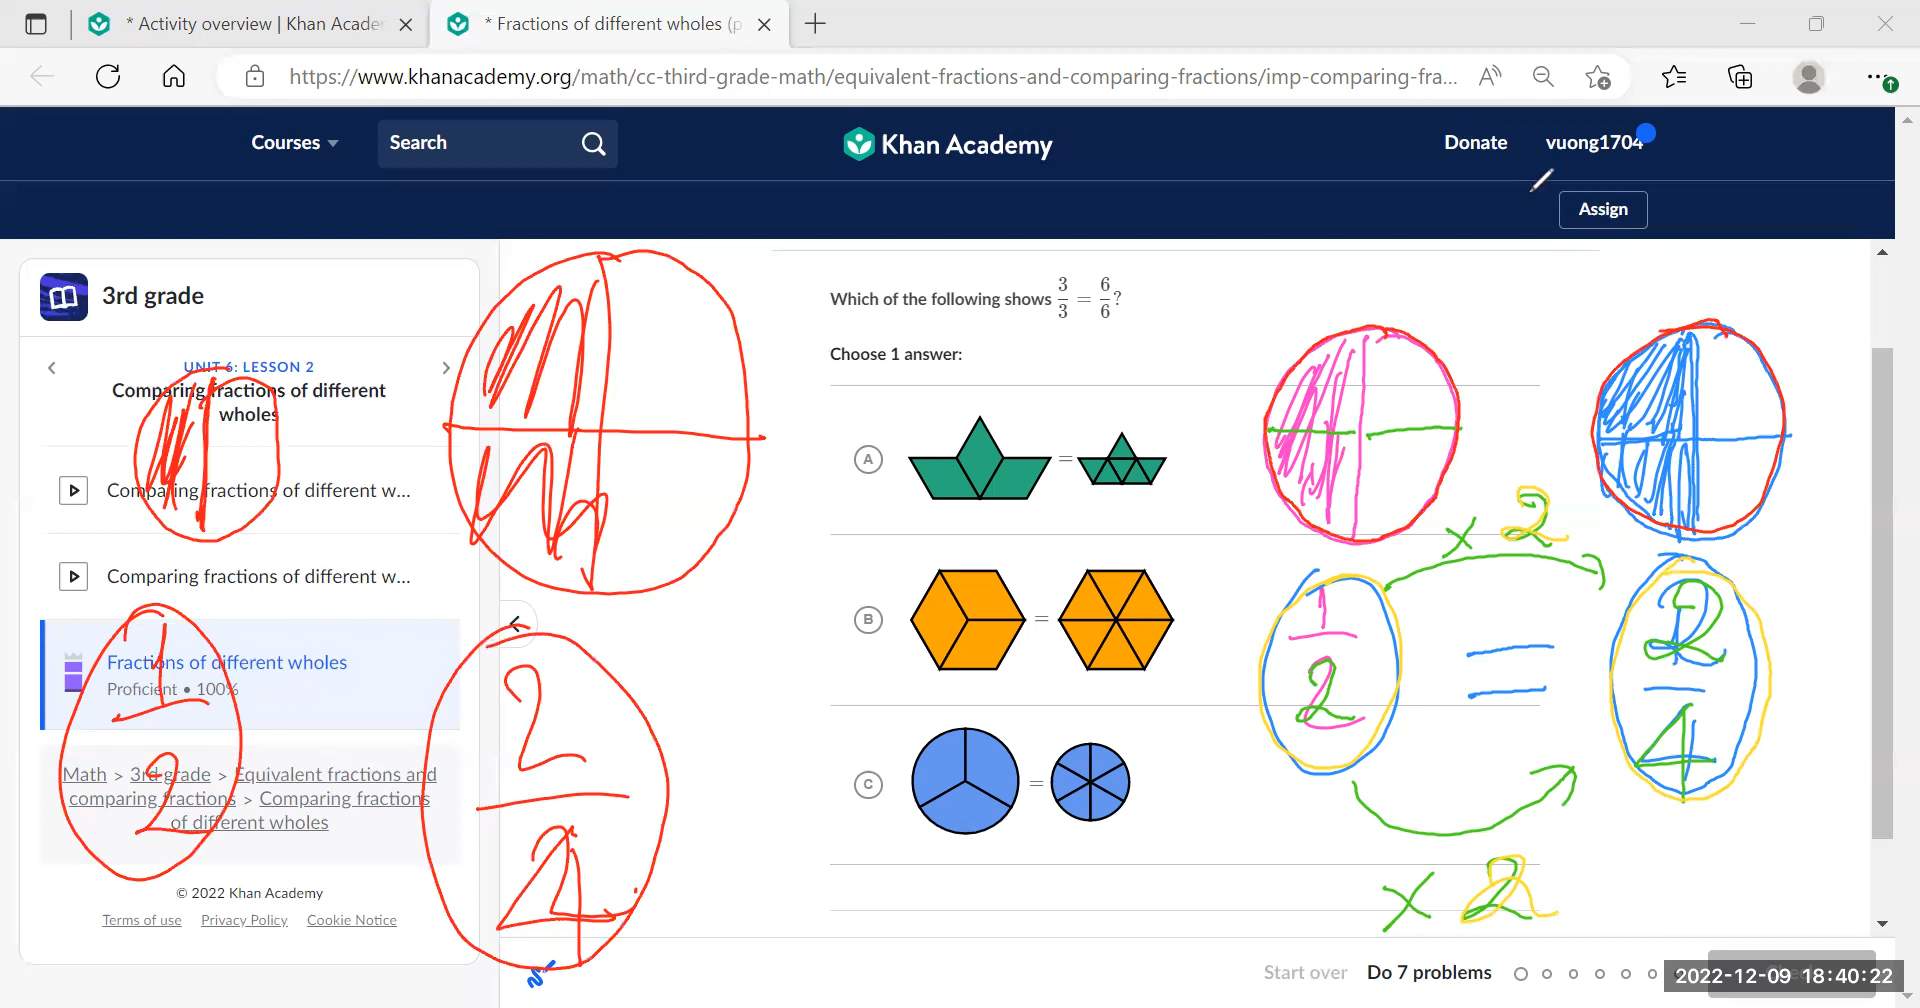 * Activity overview | Khan Acade
* Fractions of different wholes (p
https://www.khanacademy.org/math/cc-third-grade-math/equivalent-fractions-and-comparing-fractions/imp-comparing-fra...
Courses
Search
Khan Academy
Donate
vuong1704
Assign
3rd grade
UNIT 6: LESSON 2
Comparing fractions of different
wholes
Comparing fractions of different w...
Comparing fractions of different w...
Fractions of different wholes
Proficient • 100%
Math > 3rd grade > Equivalent fractions and
comparing fractions > Comparing fractions
of different wholes
© 2022 Khan Academy
Terms of use Privacy Policy Cookie Notice
1
2
2
4
Which of the following shows 3/3 = 6/6?
Choose 1 answer:
A
=
B
=
C
=
x 2
1
2
=
2
4
x 2
Start over Do 7 problems
2022-12-09 18:40:22